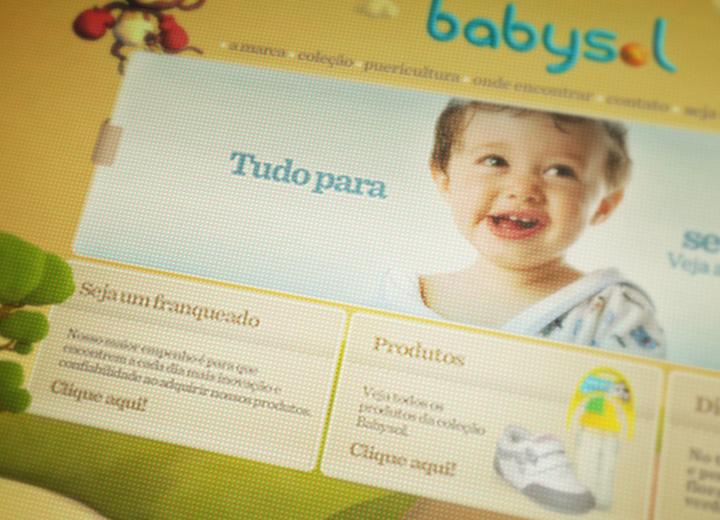 babysol
a marca • coleção • puericultura • onde encontrar • contato • seja
Tudo para
se
Veja
Seja um franqueado
Nosso maior empenho é para que
encontrem a cada dia mais inovação e
confiabilidade ao adquirir nossos produtos.
Clique aqui!
Produtos
Veja todos os
produtos da coleção
Babysol.
Clique aqui!
Di
No
e po